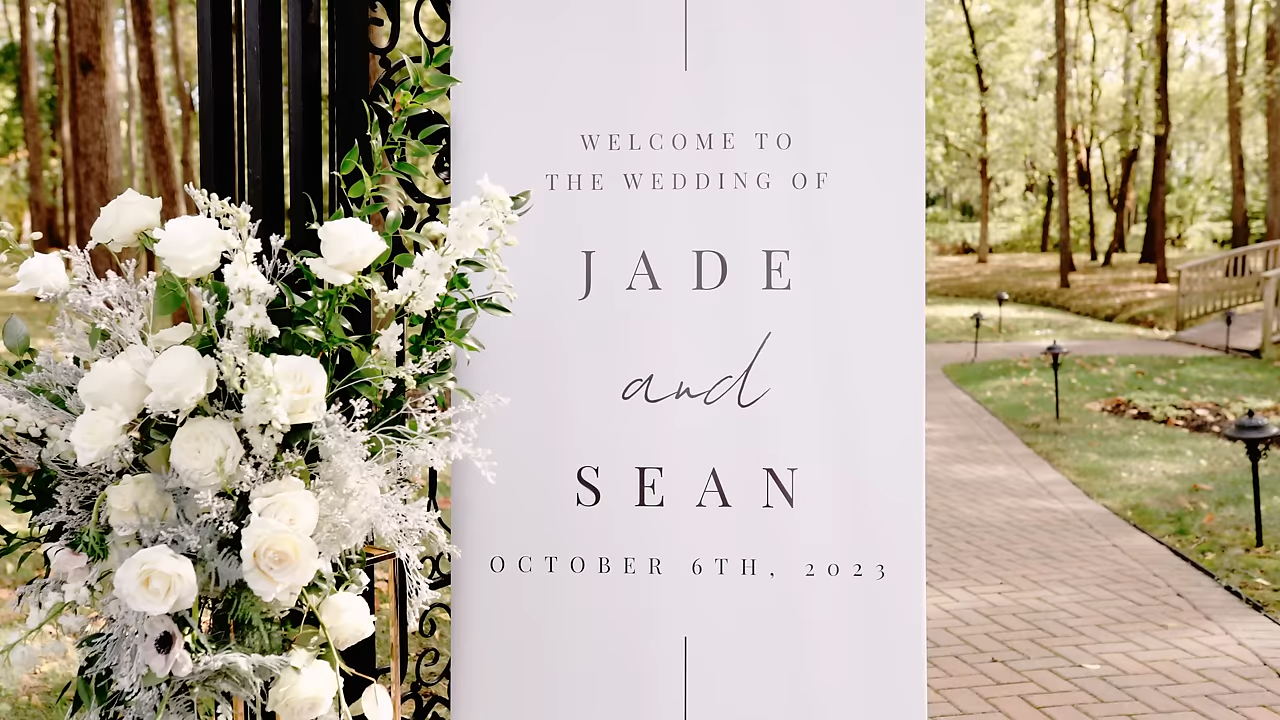 WELCOME TO
THE WEDDING OF
JADE
and
SEAN
OCTOBER 6TH, 2023